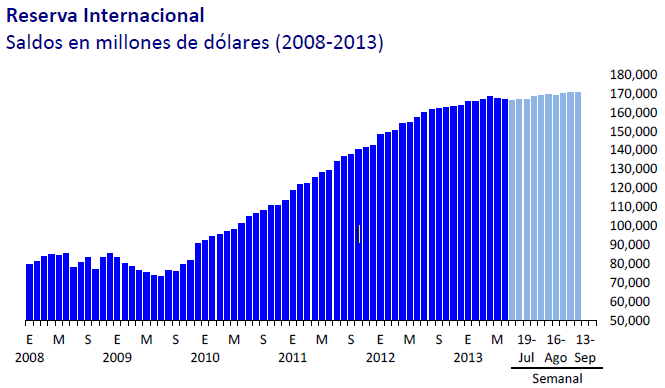 Reserva Internacional
Saldos en millones de dólares (2008-2013)
180,000
170,000
160,000
150,000
140,000
130,000
120,000
110,000
100,000
90,000
80,000
70,000
60,000
50,000
E M S E M S E M S E M S E M S E M 19- 16- 13-
2008 2009 2010 2011 2012 2013 Jul Ago Sep
Semanal